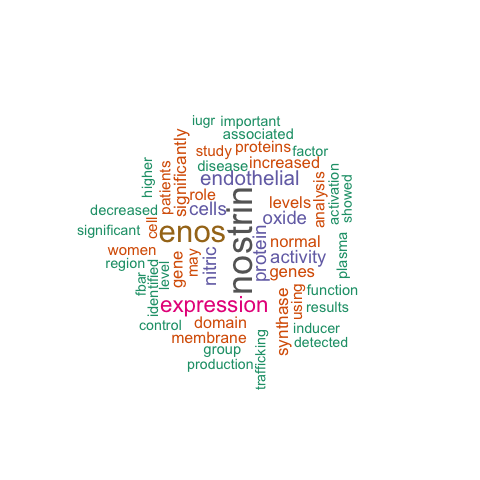 iugr important
associated
study proteins factor
disease increased
higher
patients
significantly
endothelial
analysis
activation
showed
role
levels
decreased
cell
cells
nostrin
oxide
significant
enos
protein
normal
women
may
nitric
activity
plasma
region
gene
genes
fbar
identified
level
function
expression
synthase
using
results
control
domain
inducer
membrane
detected
group
production
trafficking